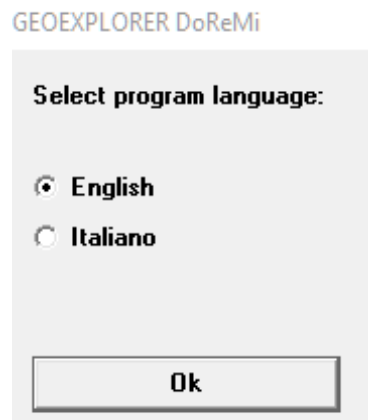 GEOEXPLORER DoReMi
Select program language:
English
Italiano
Ok